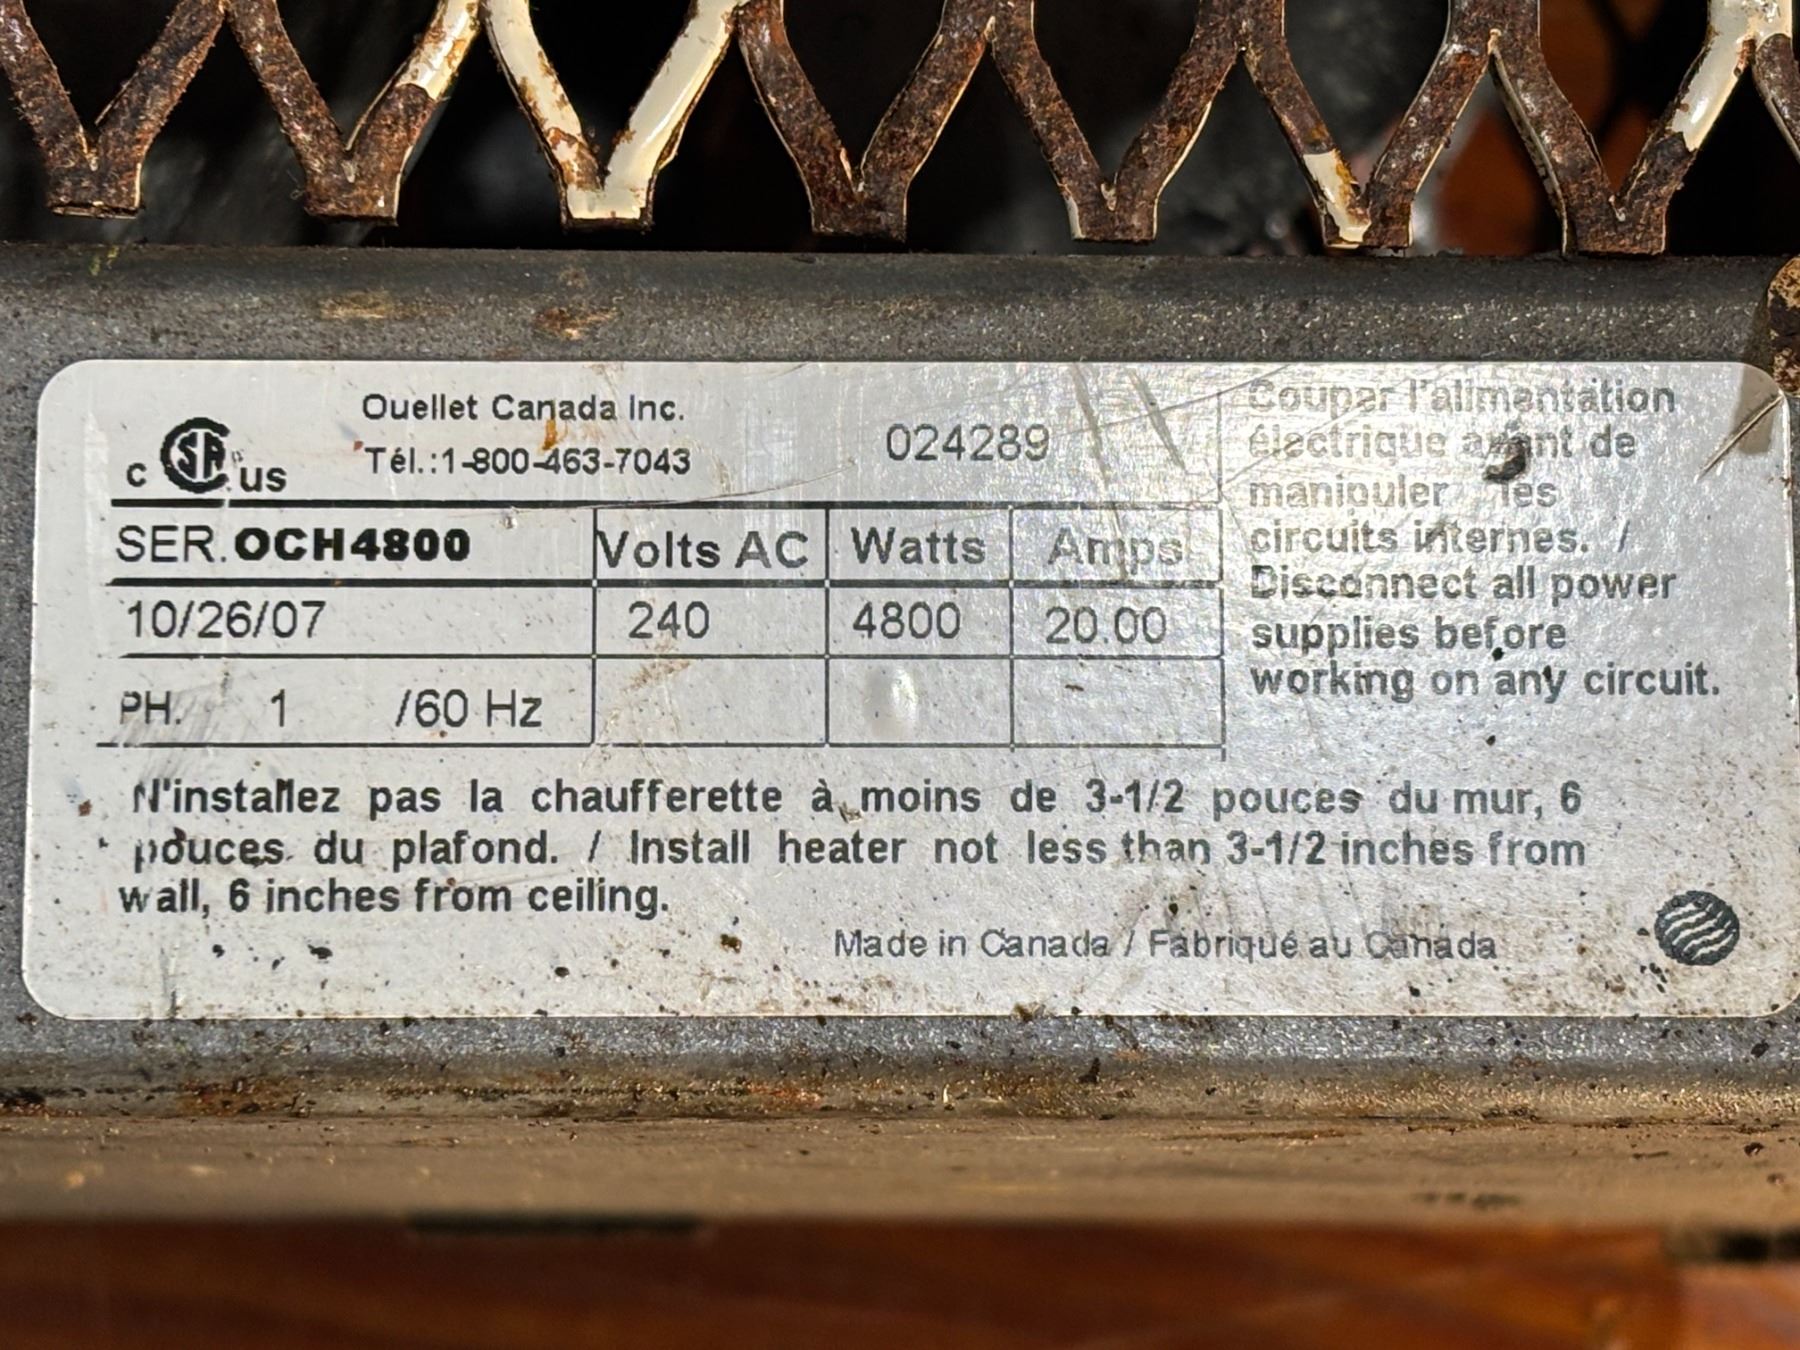 Ouellet Canada Inc.
Tél.:1-800-463-7043
024289
c SA us
SER. OCH4800
Volts AC
Watts
Amps
10/26/07
240
4800
20.00
PH. 1 /60 Hz
Couper l'alimentation
électrique avant de
manipuler les
circuits internes. /
Disconnect all power
supplies before
working on any circuit.
N'installez pas la chaufferette à moins de 3-1/2 pouces du mur, 6
pouces du plafond. / Install heater not less than 3-1/2 inches from
wall, 6 inches from ceiling.
Made in Canada / Fabriqué au Canada